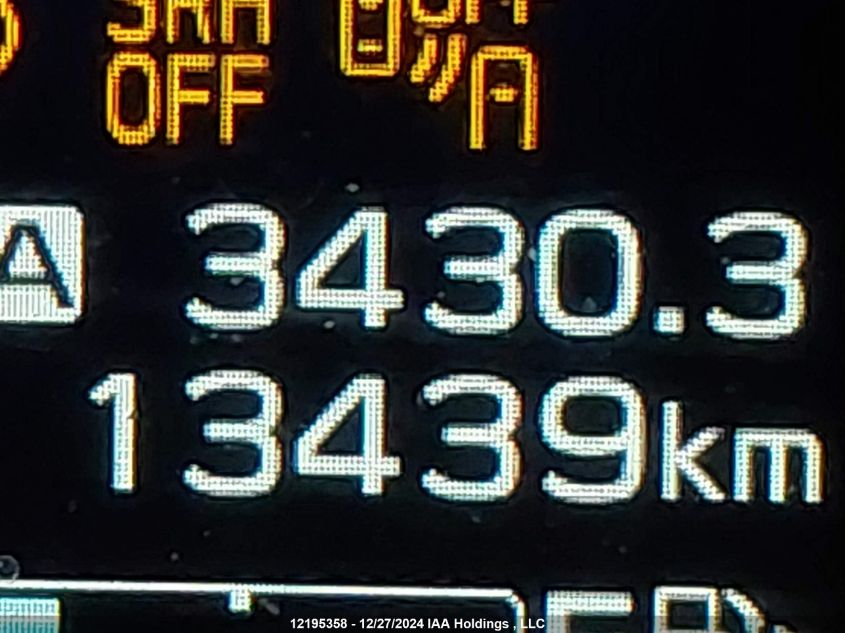 OFF
A 3430.3
13439km
12195358 - 12/27/2024 IAA Holdings , LLC